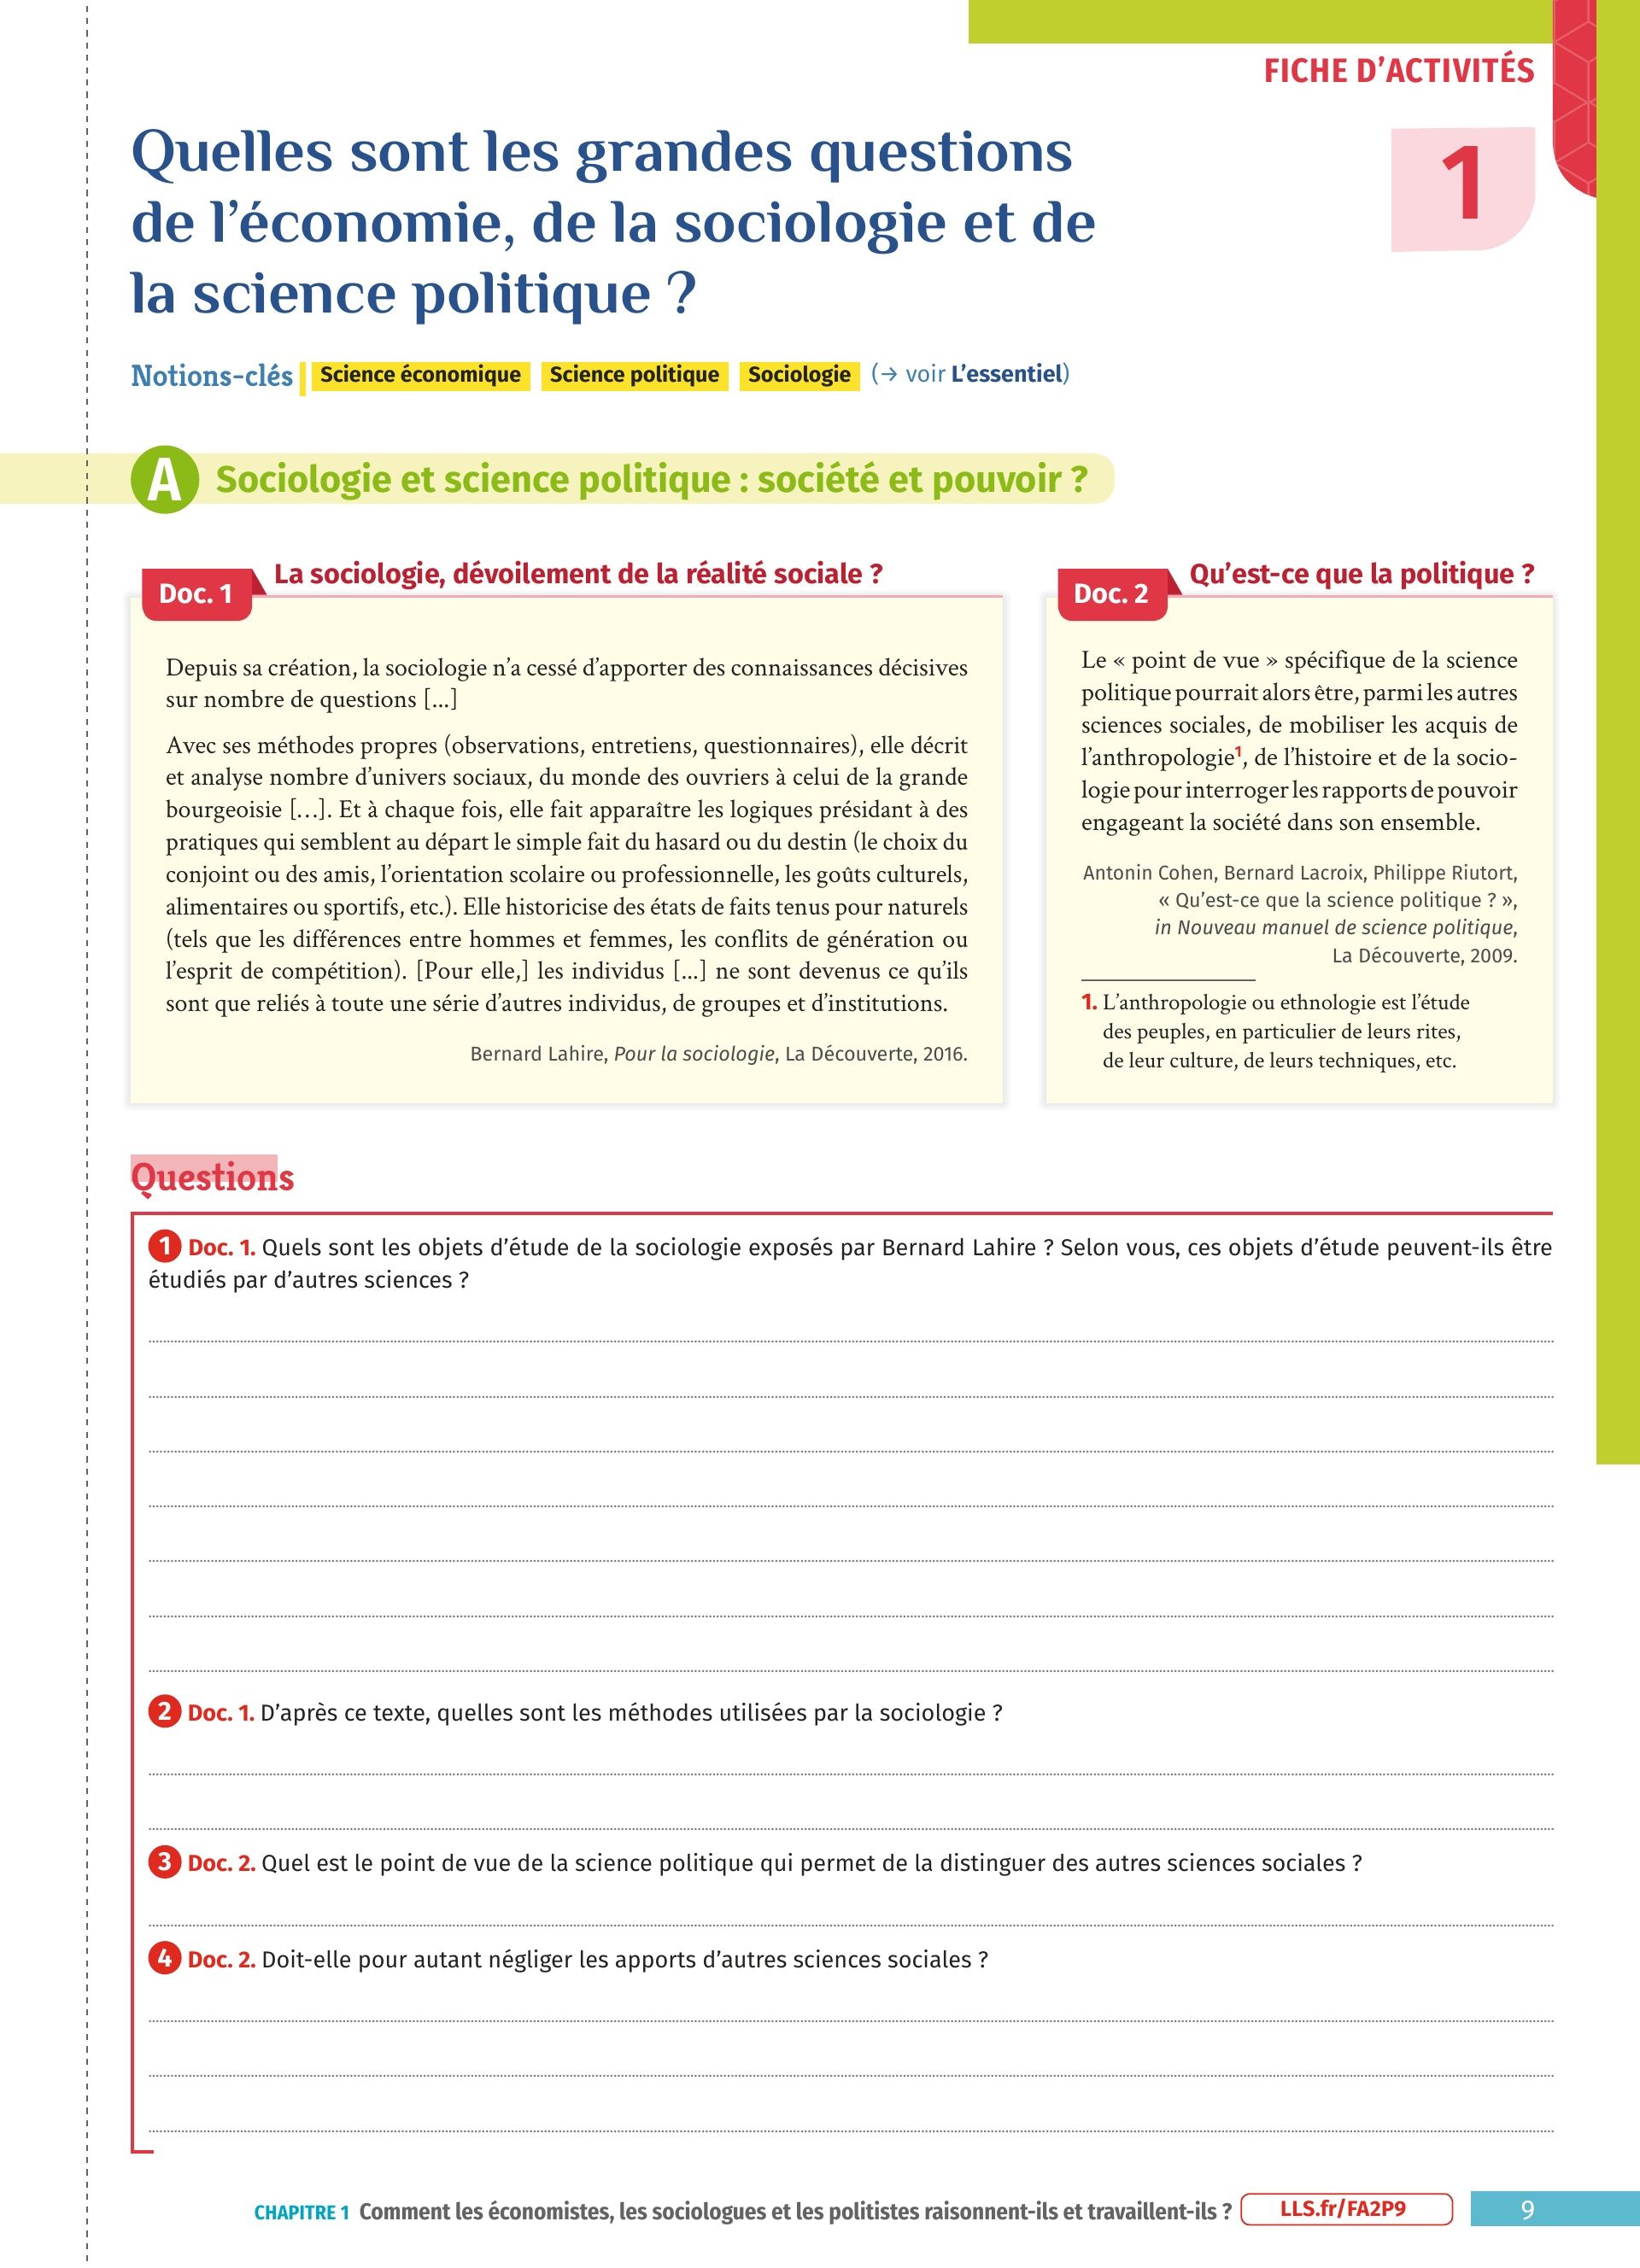 FICHE D’ACTIVITÉS
1
Quelles sont les grandes questions
de l’économie, de la sociologie et de
la science politique ?
Notions-clés Science économique Science politique Sociologie (→ voir L’essentiel)
A Sociologie et science politique : société et pouvoir ?
Doc. 1 La sociologie, dévoilement de la réalité sociale ?
Depuis sa création, la sociologie n’a cessé d’apporter des connaissances décisives
sur nombre de questions [...]
Avec ses méthodes propres (observations, entretiens, questionnaires), elle décrit
et analyse nombre d’univers sociaux, du monde des ouvriers à celui de la grande
bourgeoisie […]. Et à chaque fois, elle fait apparaître les logiques présidant à des
pratiques qui semblent au départ le simple fait du hasard ou du destin (le choix du
conjoint ou des amis, l’orientation scolaire ou professionnelle, les goûts culturels,
alimentaires ou sportifs, etc.). Elle historicise des états de faits tenus pour naturels
(tels que les différences entre hommes et femmes, les conflits de génération ou
l’esprit de compétition). [Pour elle,] les individus [...] ne sont devenus ce qu’ils
sont que reliés à toute une série d’autres individus, de groupes et d’institutions.
Bernard Lahire, Pour la sociologie, La Découverte, 2016.
Doc. 2 Qu’est-ce que la politique ?
Le « point de vue » spécifique de la science
politique pourrait alors être, parmi les autres
sciences sociales, de mobiliser les acquis de
l’anthropologie1, de l’histoire et de la socio-
logie pour interroger les rapports de pouvoir
engageant la société dans son ensemble.
Antonin Cohen, Bernard Lacroix, Philippe Riutort,
« Qu’est-ce que la science politique ? »,
in Nouveau manuel de science politique,
La Découverte, 2009.
1. L’anthropologie ou ethnologie est l’étude
des peuples, en particulier de leurs rites,
de leur culture, de leurs techniques, etc.
Questions
1 Doc. 1. Quels sont les objets d’étude de la sociologie exposés par Bernard Lahire ? Selon vous, ces objets d’étude peuvent-ils être
étudiés par d’autres sciences ?
2 Doc. 1. D’après ce texte, quelles sont les méthodes utilisées par la sociologie ?
3 Doc. 2. Quel est le point de vue de la science politique qui permet de la distinguer des autres sciences sociales ?
4 Doc. 2. Doit-elle pour autant négliger les apports d’autres sciences sociales ?
CHAPITRE 1 Comment les économistes, les sociologues et les politistes raisonnent-ils et travaillent-ils ? LLS.fr/FA2P9 9